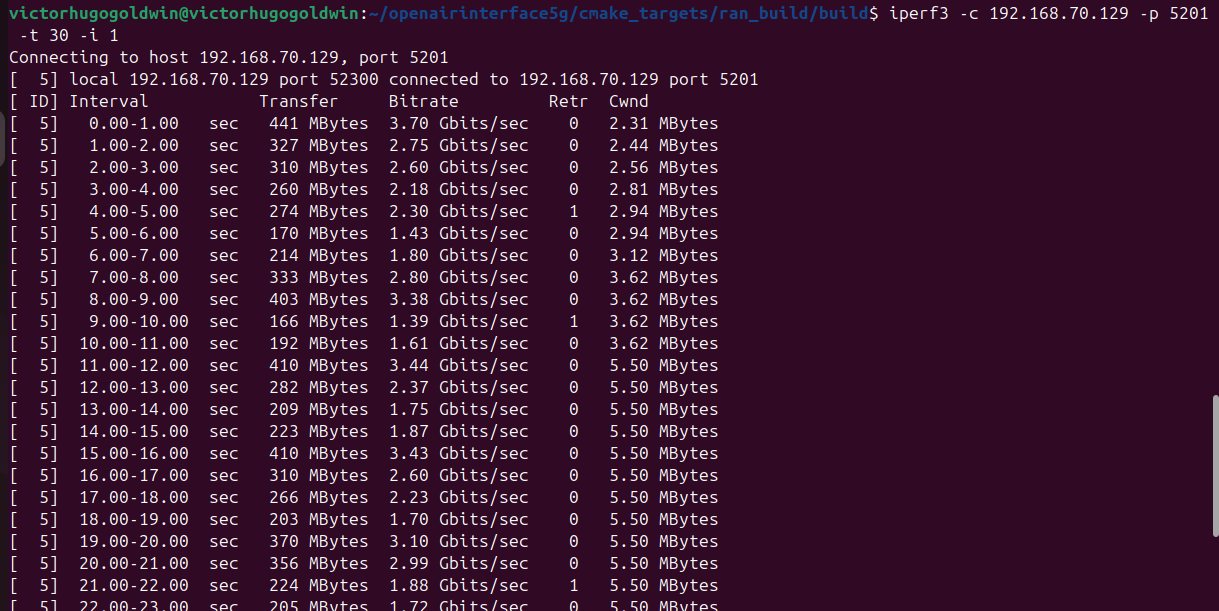 victorhugogoldwin@victorhugogoldwin:~/openairinterface5g/cmake_targets/ran_build/build$ iperf3 -c 192.168.70.129 -p 5201
 -t 30 -i 1
Connecting to host 192.168.70.129, port 5201
[  5] local 192.168.70.129 port 52300 connected to 192.168.70.129 port 5201
[ ID] Interval           Transfer     Bitrate         Retr  Cwnd
[  5]   0.00-1.00   sec   441 MBytes  3.70 Gbits/sec    0   2.31 MBytes
[  5]   1.00-2.00   sec   327 MBytes  2.75 Gbits/sec    0   2.44 MBytes
[  5]   2.00-3.00   sec   310 MBytes  2.60 Gbits/sec    0   2.56 MBytes
[  5]   3.00-4.00   sec   260 MBytes  2.18 Gbits/sec    0   2.81 MBytes
[  5]   4.00-5.00   sec   274 MBytes  2.30 Gbits/sec    1   2.94 MBytes
[  5]   5.00-6.00   sec   170 MBytes  1.43 Gbits/sec    0   2.94 MBytes
[  5]   6.00-7.00   sec   214 MBytes  1.80 Gbits/sec    0   3.12 MBytes
[  5]   7.00-8.00   sec   333 MBytes  2.80 Gbits/sec    0   3.62 MBytes
[  5]   8.00-9.00   sec   403 MBytes  3.38 Gbits/sec    0   3.62 MBytes
[  5]   9.00-10.00  sec   166 MBytes  1.39 Gbits/sec    1   3.62 MBytes
[  5]  10.00-11.00  sec   192 MBytes  1.61 Gbits/sec    0   3.62 MBytes
[  5]  11.00-12.00  sec   410 MBytes  3.44 Gbits/sec    0   5.50 MBytes
[  5]  12.00-13.00  sec   282 MBytes  2.37 Gbits/sec    0   5.50 MBytes
[  5]  13.00-14.00  sec   209 MBytes  1.75 Gbits/sec    0   5.50 MBytes
[  5]  14.00-15.00  sec   223 MBytes  1.87 Gbits/sec    0   5.50 MBytes
[  5]  15.00-16.00  sec   410 MBytes  3.43 Gbits/sec    0   5.50 MBytes
[  5]  16.00-17.00  sec   310 MBytes  2.60 Gbits/sec    0   5.50 MBytes
[  5]  17.00-18.00  sec   266 MBytes  2.23 Gbits/sec    0   5.50 MBytes
[  5]  18.00-19.00  sec   203 MBytes  1.70 Gbits/sec    0   5.50 MBytes
[  5]  19.00-20.00  sec   370 MBytes  3.10 Gbits/sec    0   5.50 MBytes
[  5]  20.00-21.00  sec   356 MBytes  2.99 Gbits/sec    0   5.50 MBytes
[  5]  21.00-22.00  sec   224 MBytes  1.88 Gbits/sec    1   5.50 MBytes
[  5]  22.00-23.00  sec   205 MBytes  1.72 Gbits/sec    0   5.50 MBytes